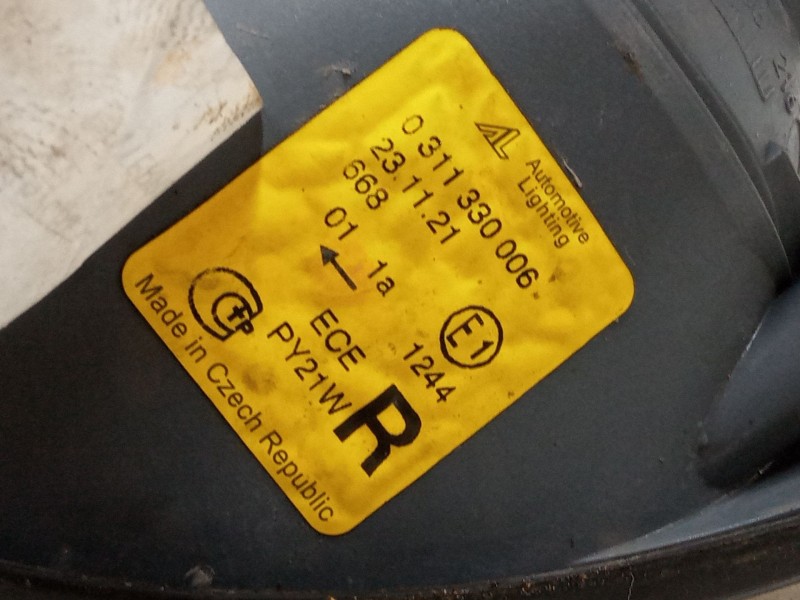 AL Automotive
Lighting
0 311 330 006
23.11.21
668
01 1a
E1
1244
ECE
PY21W
R
Made in Czech Republic